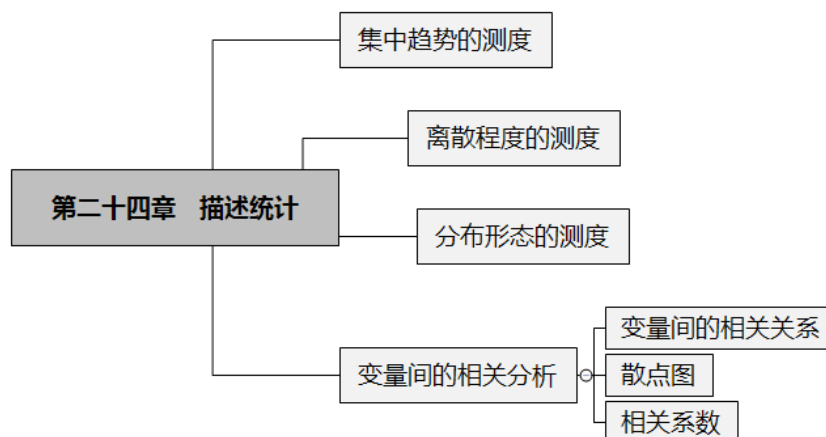 集中趋势的测度
离散程度的测度
第二十四章　描述统计
分布形态的测度
变量间的相关分析
变量间的相关关系
散点图
相关系数